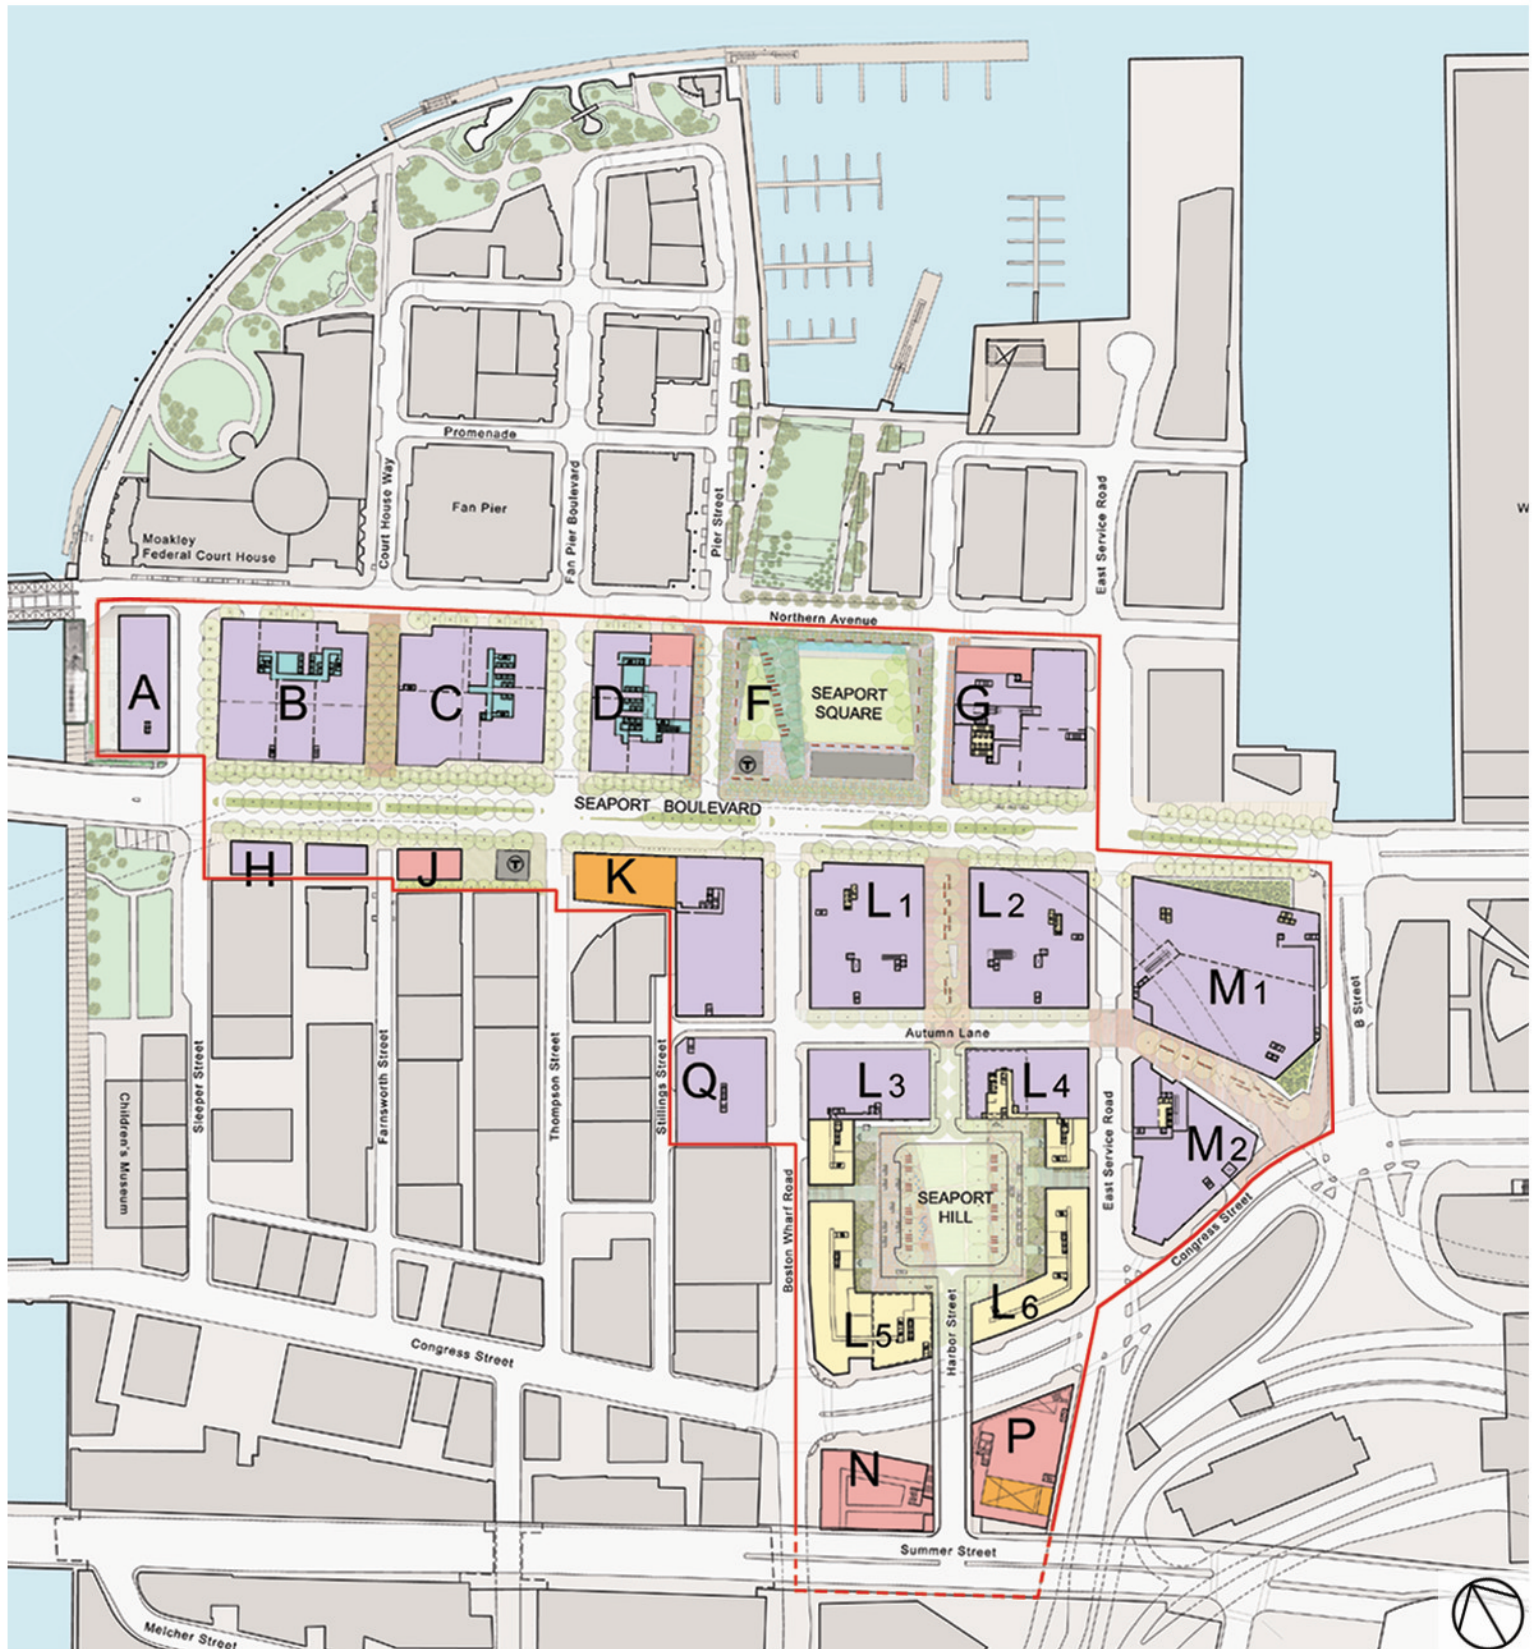 Promenade
Court House Way
Fan Pier Boulevard
Pier Street
East Service Road
Fan Pier
Moakley
Federal Court House
Northern Avenue
A
B
C
D
F
SEAPORT
SQUARE
G
T
SEAPORT BOULEVARD
H
J
T
K
L1
L2
M1
B Street
Autumn Lane
Sleeper Street
Farnsworth Street
Thompson Street
Stillings Street
Q
L3
L4
Children's Museum
East Service Road
M2
Boston Wharf Road
SEAPORT
HILL
Congress Street
Harbor Street
L5
L6
Congress Street
N
P
Summer Street
Melcher Street